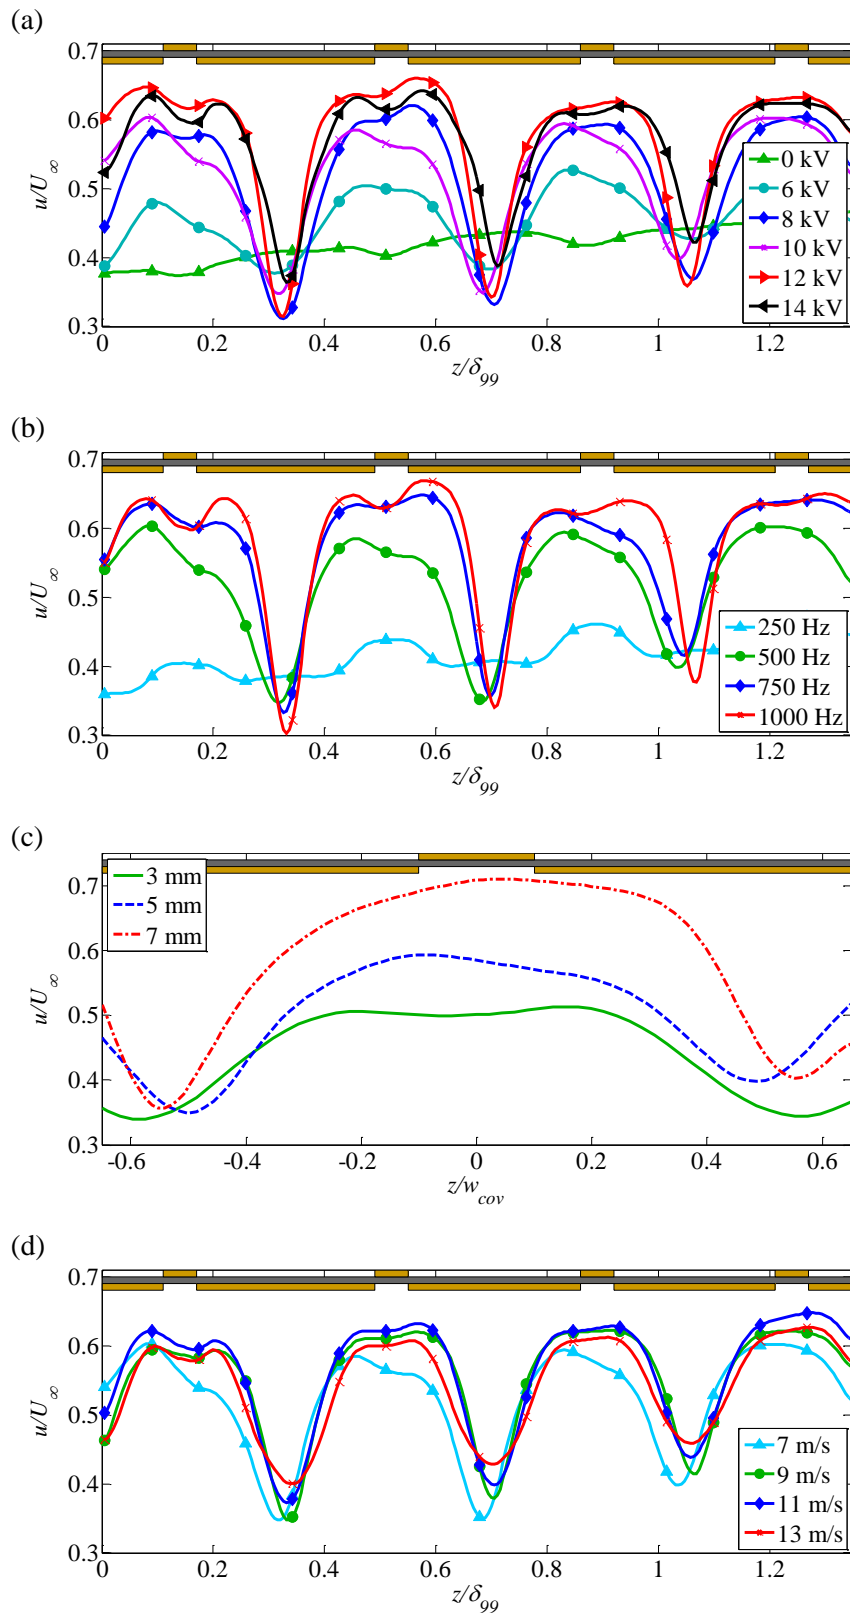 (a)
0.7
0.6
0.5
0.4
0.3
u/U∞
0 kV
6 kV
8 kV
10 kV
12 kV
14 kV
0 0.2 0.4 0.6 0.8 1 1.2
z/δ99
(b)
0.7
0.6
0.5
0.4
0.3
u/U∞
250 Hz
500 Hz
750 Hz
1000 Hz
0 0.2 0.4 0.6 0.8 1 1.2
z/δ99
(c)
3 mm
5 mm
7 mm
0.7
0.6
0.5
0.4
0.3
u/U∞
-0.6 -0.4 -0.2 0 0.2 0.4 0.6
z/wcov
(d)
0.7
0.6
0.5
0.4
0.3
u/U∞
7 m/s
9 m/s
11 m/s
13 m/s
0 0.2 0.4 0.6 0.8 1 1.2
z/δ99